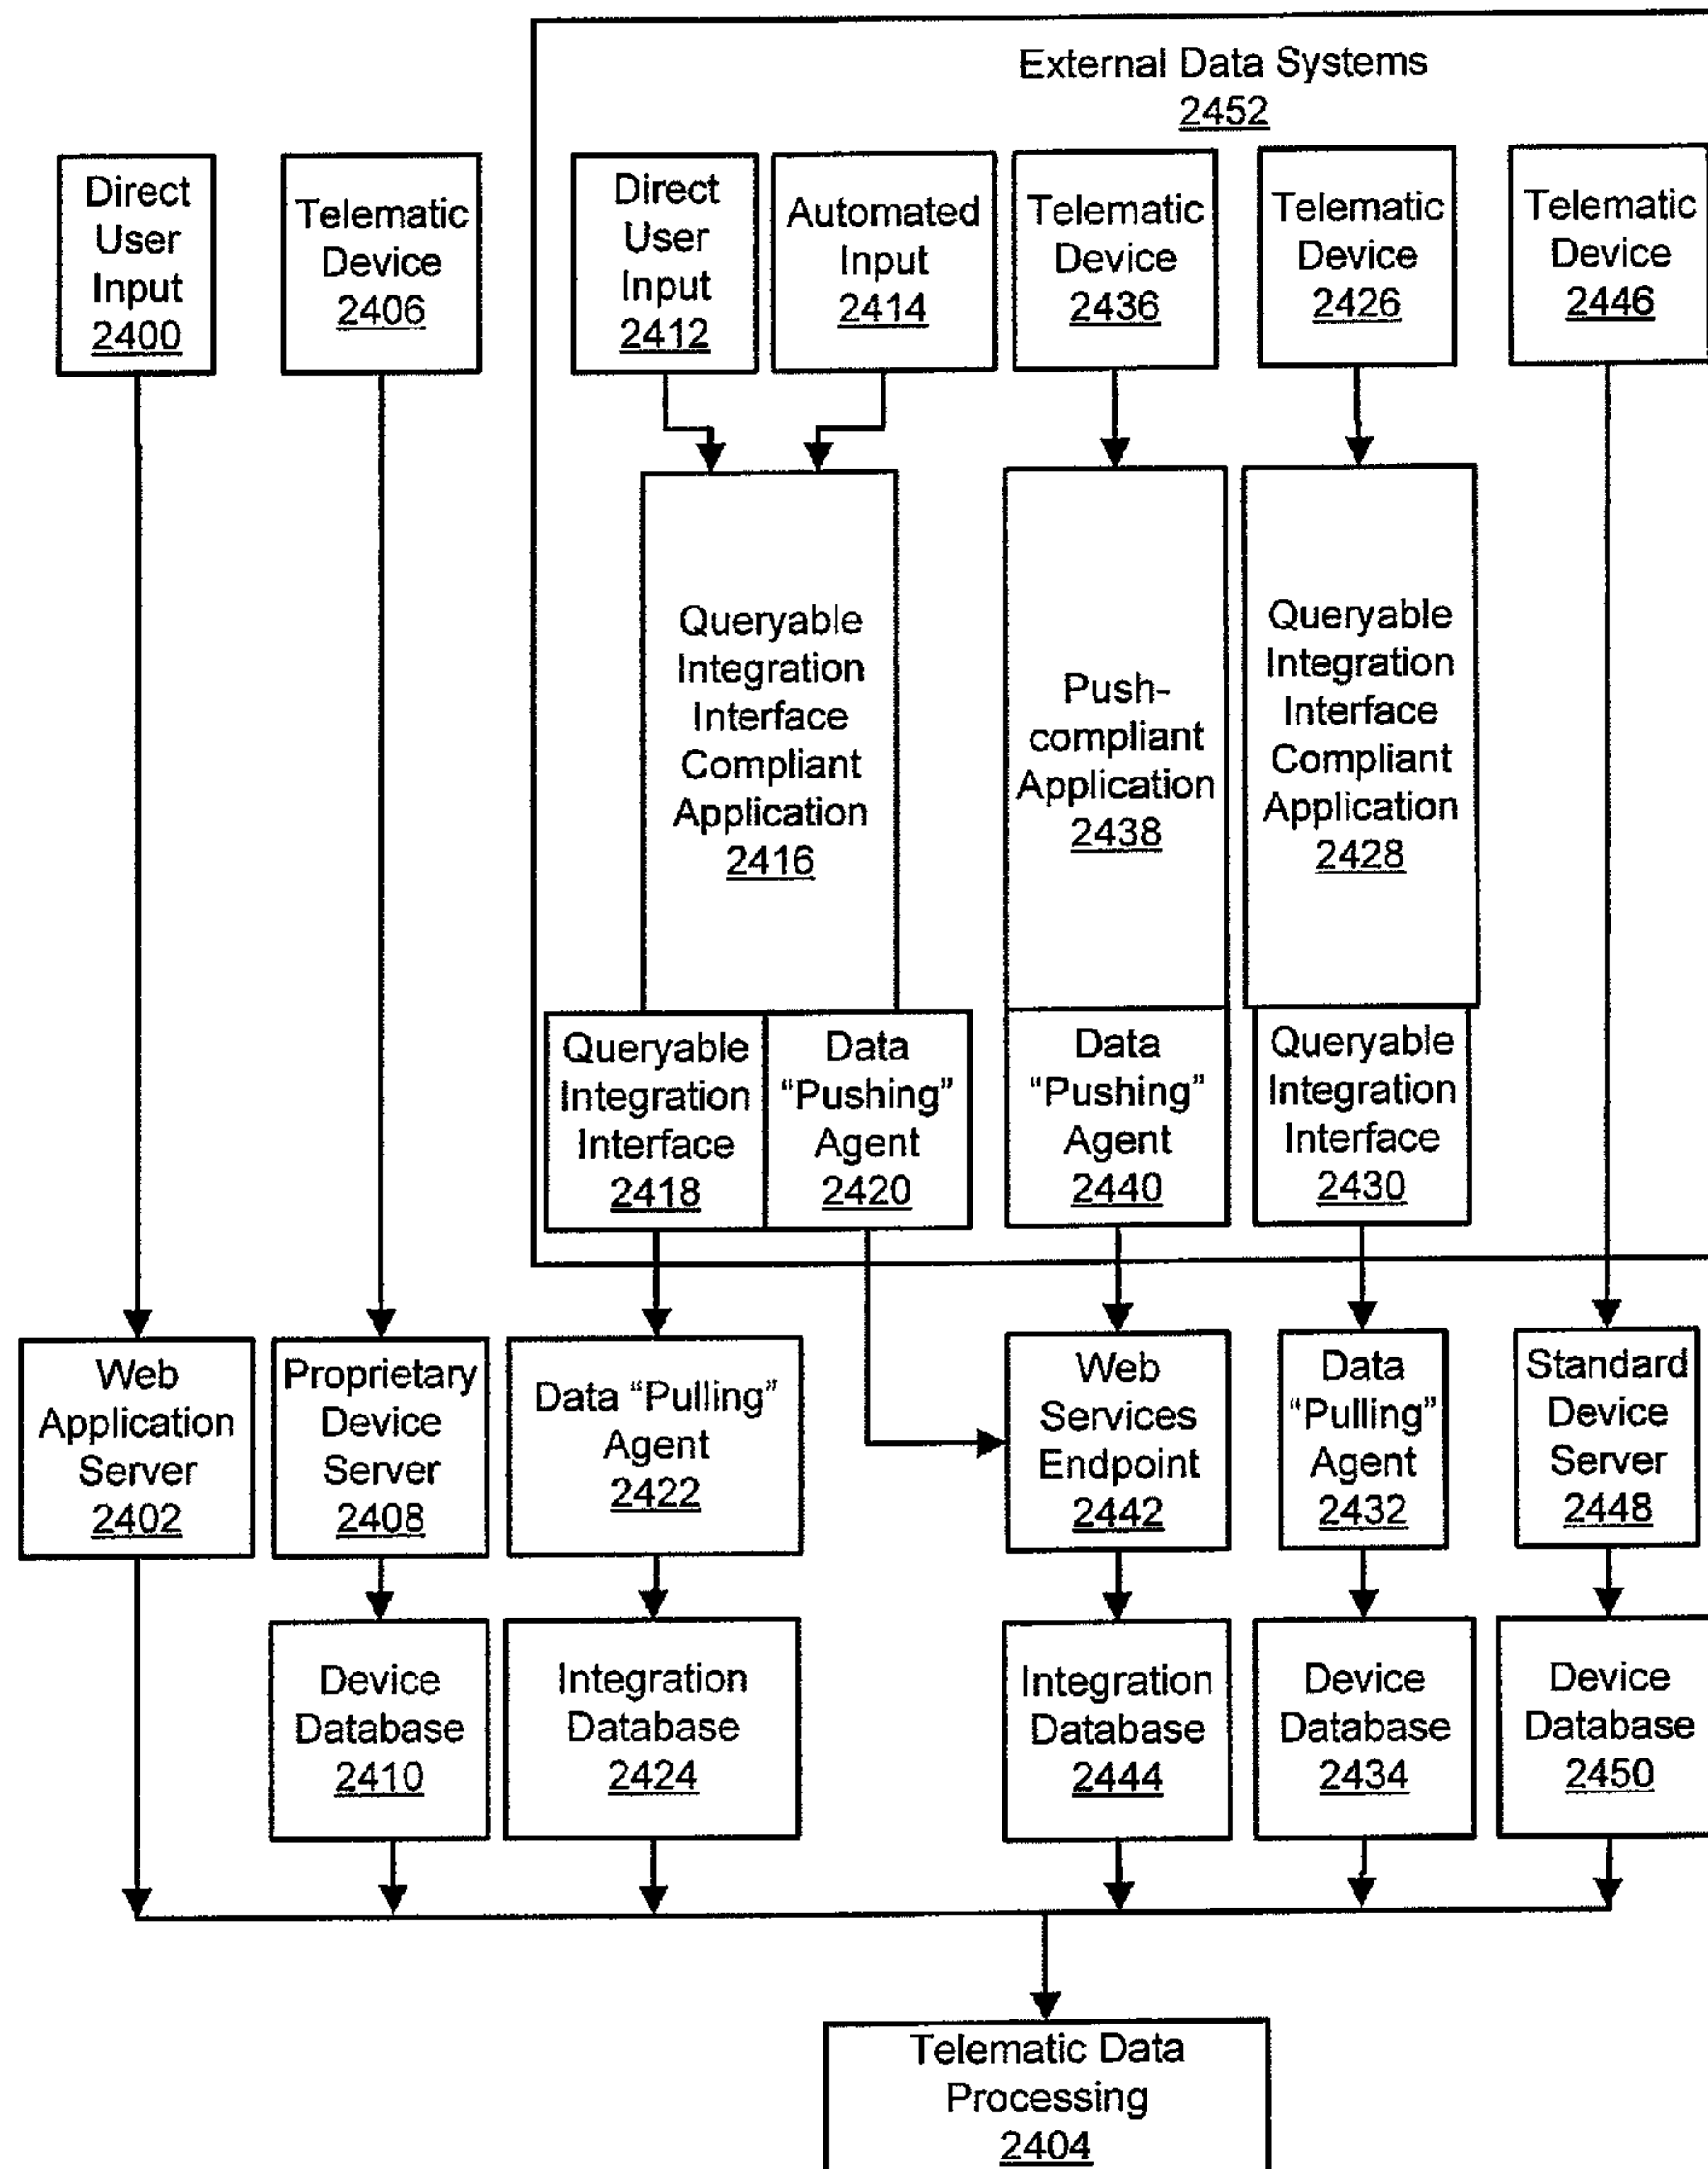 External Data Systems
2452
Direct
User
Input
2400
Telematic
Device
2406
Direct
User
Input
2412
Automated
Input
2414
Telematic
Device
2436
Telematic
Device
2426
Telematic
Device
2446
Queryable
Integration
Interface
Compliant
Application
2416
Push-
compliant
Application
2438
Queryable
Integration
Interface
Compliant
Application
2428
Queryable
Integration
Interface
2418
Data
“Pushing”
Agent
2420
Data
“Pushing”
Agent
2440
Queryable
Integration
Interface
2430
Web
Application
Server
2402
Proprietary
Device
Server
2408
Data “Pulling”
Agent
2422
Web
Services
Endpoint
2442
Data
“Pulling”
Agent
2432
Standard
Device
Server
2448
Device
Database
2410
Integration
Database
2424
Integration
Database
2444
Device
Database
2434
Device
Database
2450
Telematic Data
Processing
2404